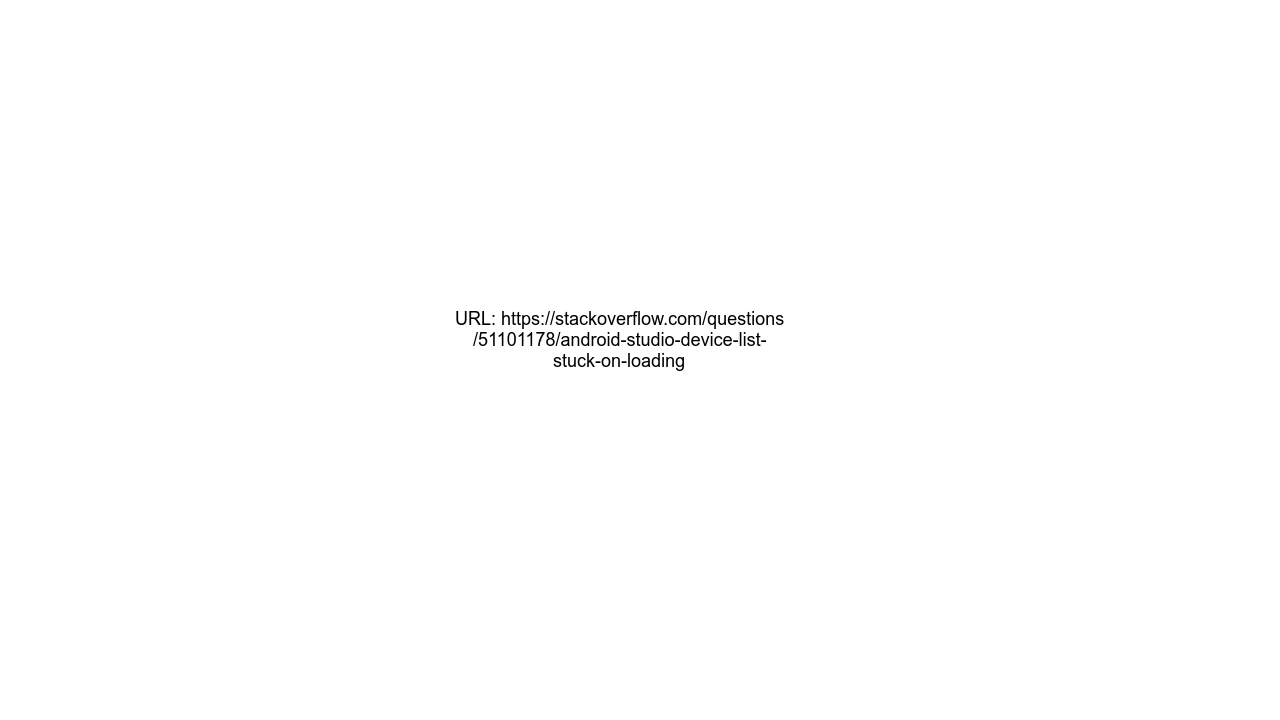 URL: https://stackoverflow.com/questions
/51101178/android-studio-device-list-
stuck-on-loading